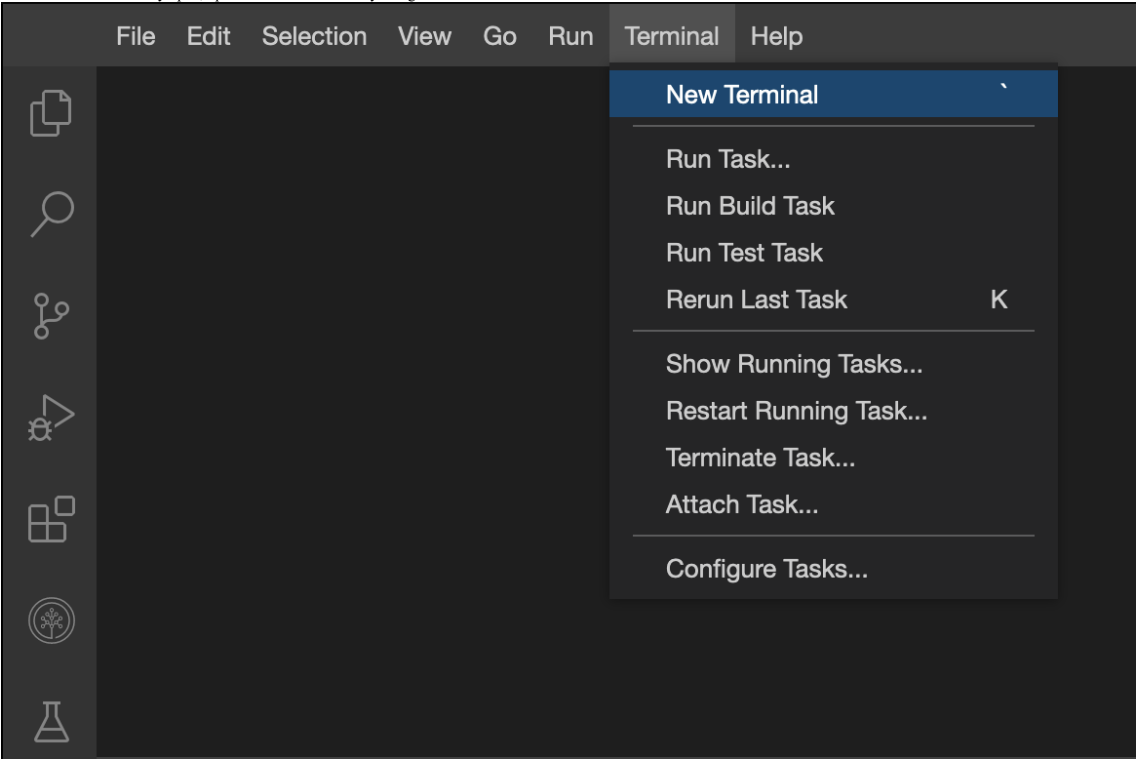 File Edit Selection View Go Run Terminal Help
New Terminal `
Run Task...
Run Build Task
Run Test Task
Rerun Last Task K
Show Running Tasks...
Restart Running Task...
Terminate Task...
Attach Task...
Configure Tasks...